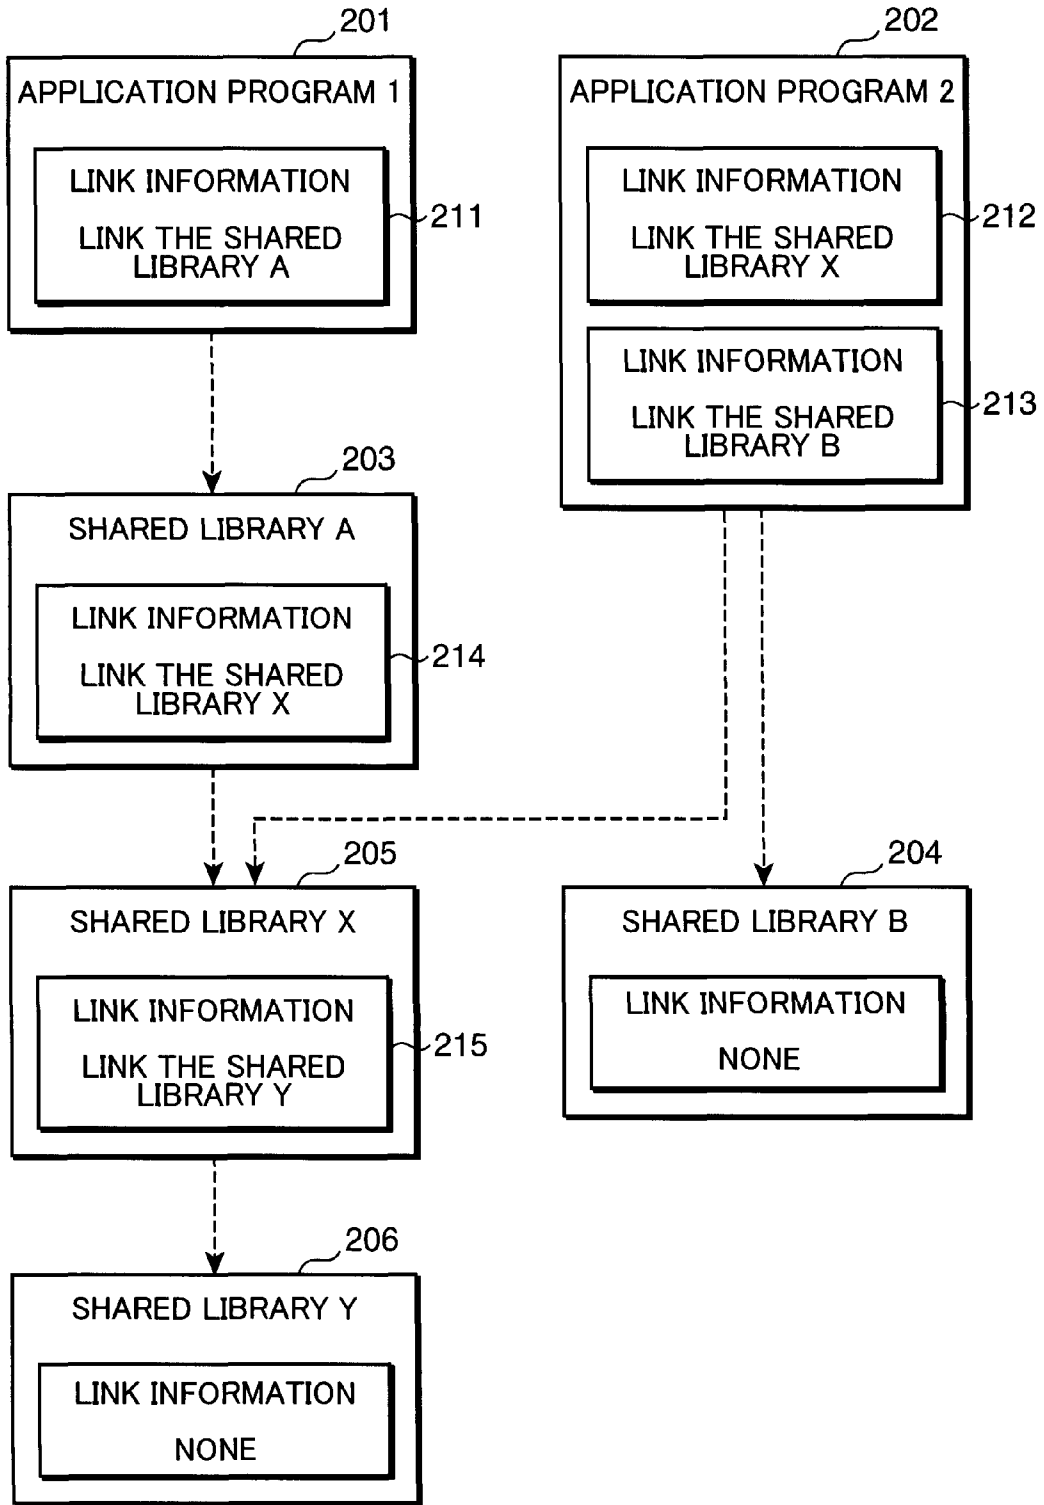 201
APPLICATION PROGRAM 1
LINK INFORMATION
LINK THE SHARED
LIBRARY A
211
202
APPLICATION PROGRAM 2
LINK INFORMATION
LINK THE SHARED
LIBRARY X
212
LINK INFORMATION
LINK THE SHARED
LIBRARY B
213
203
SHARED LIBRARY A
LINK INFORMATION
LINK THE SHARED
LIBRARY X
214
205
SHARED LIBRARY X
LINK INFORMATION
LINK THE SHARED
LIBRARY Y
215
204
SHARED LIBRARY B
LINK INFORMATION
NONE
206
SHARED LIBRARY Y
LINK INFORMATION
NONE